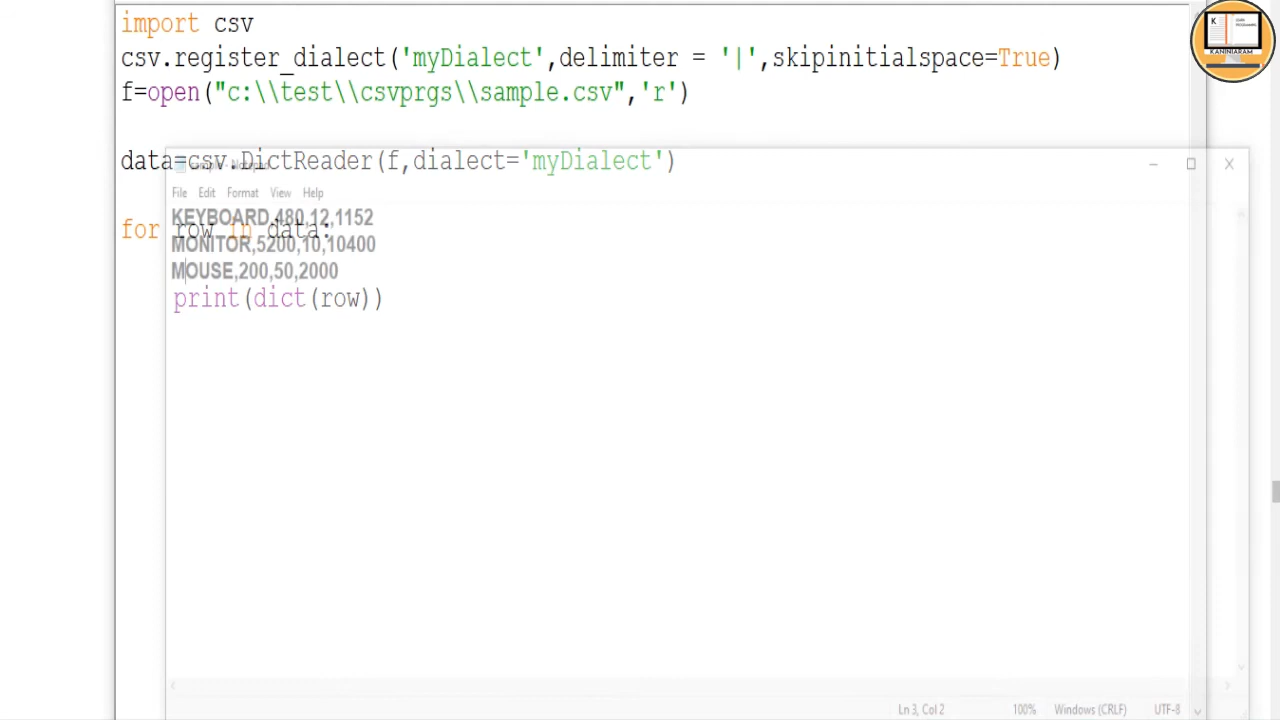 import csv
csv.register_dialect('myDialect',delimiter = '|',skipinitialspace=True)
f=open("c:\\test\\csvprgs\\sample.csv",'r')
data=csv.DictReader(f,dialect='myDialect')
File Edit Format View Help
KEYBOARD,480,12,1152
for row in data:
MONITOR,5200,10,10400
MOUSE,200,50,2000
print(dict(row))
Ln 3, Col 2 100% Windows (CRLF) UTF-8
K
KANINIARAM